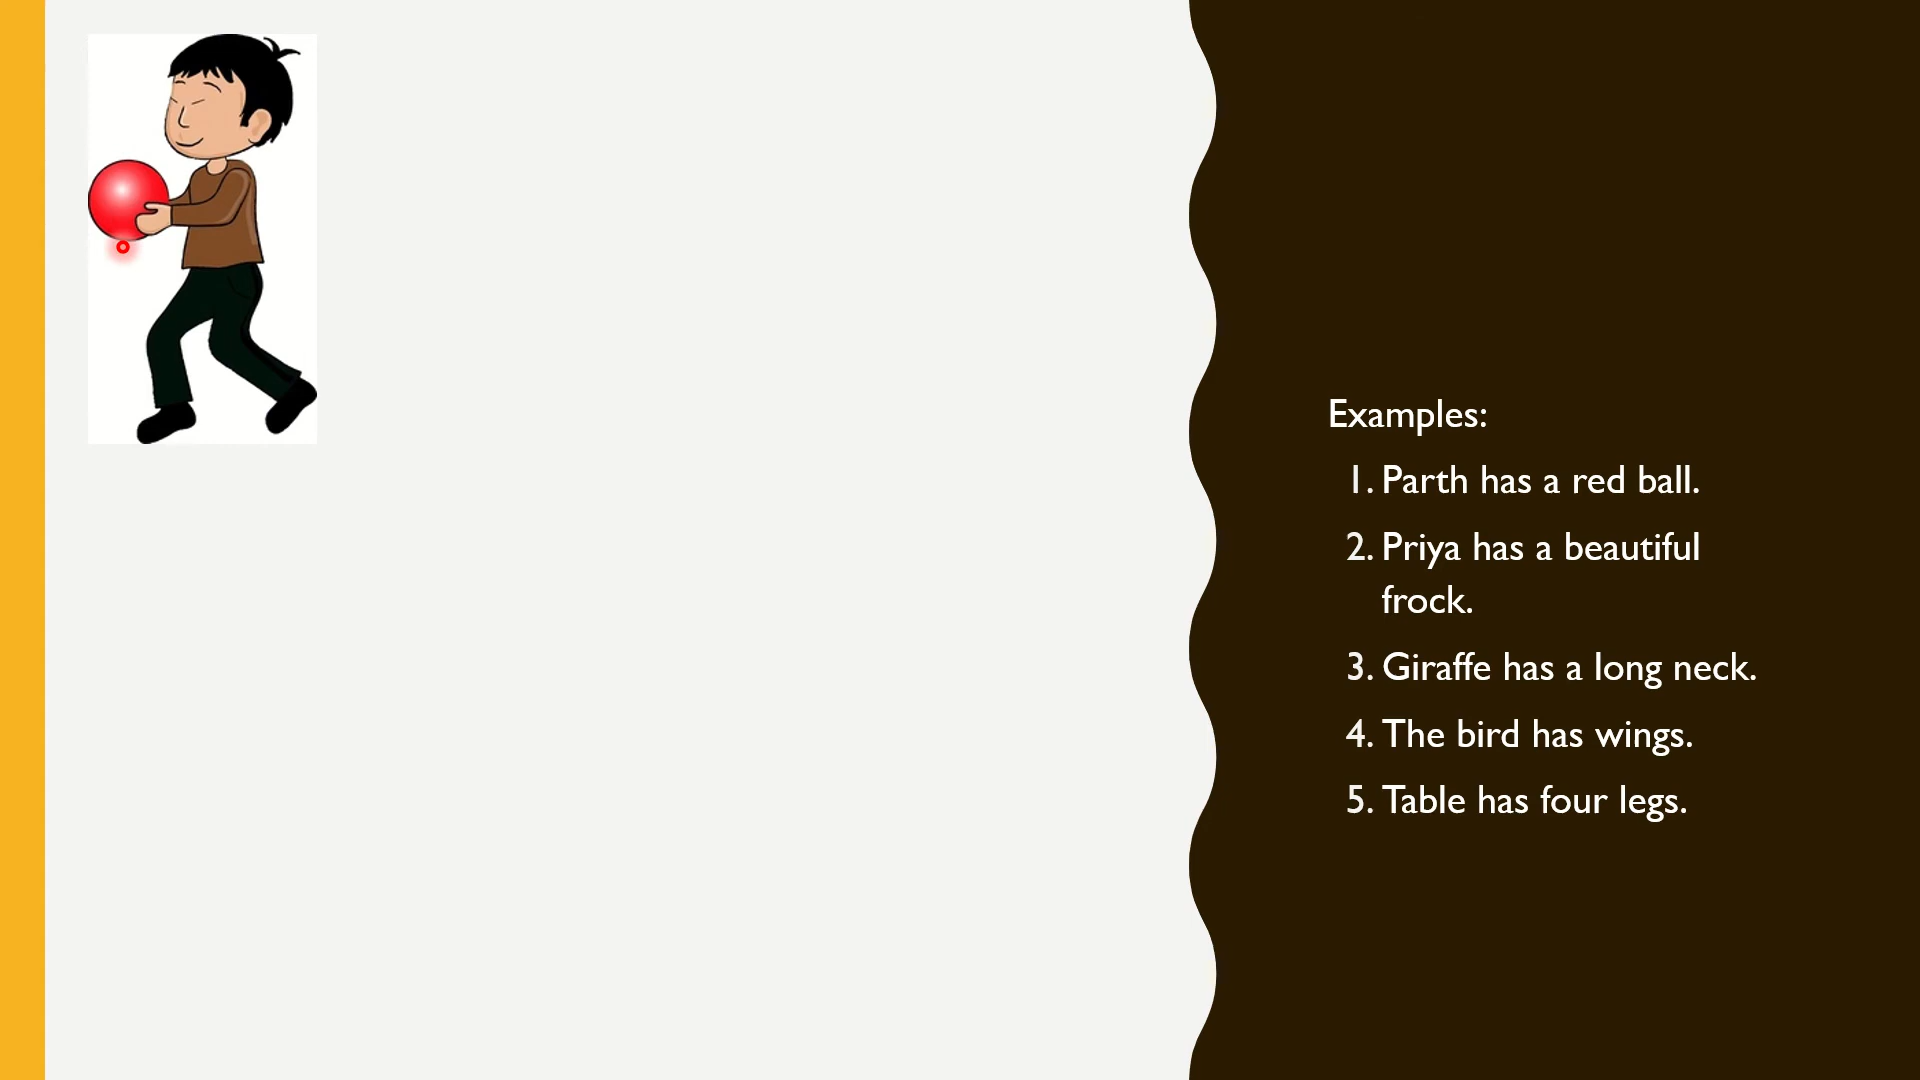 Examples:
1. Parth has a red ball.
2. Priya has a beautiful
frock.
3. Giraffe has a long neck.
4. The bird has wings.
5. Table has four legs.